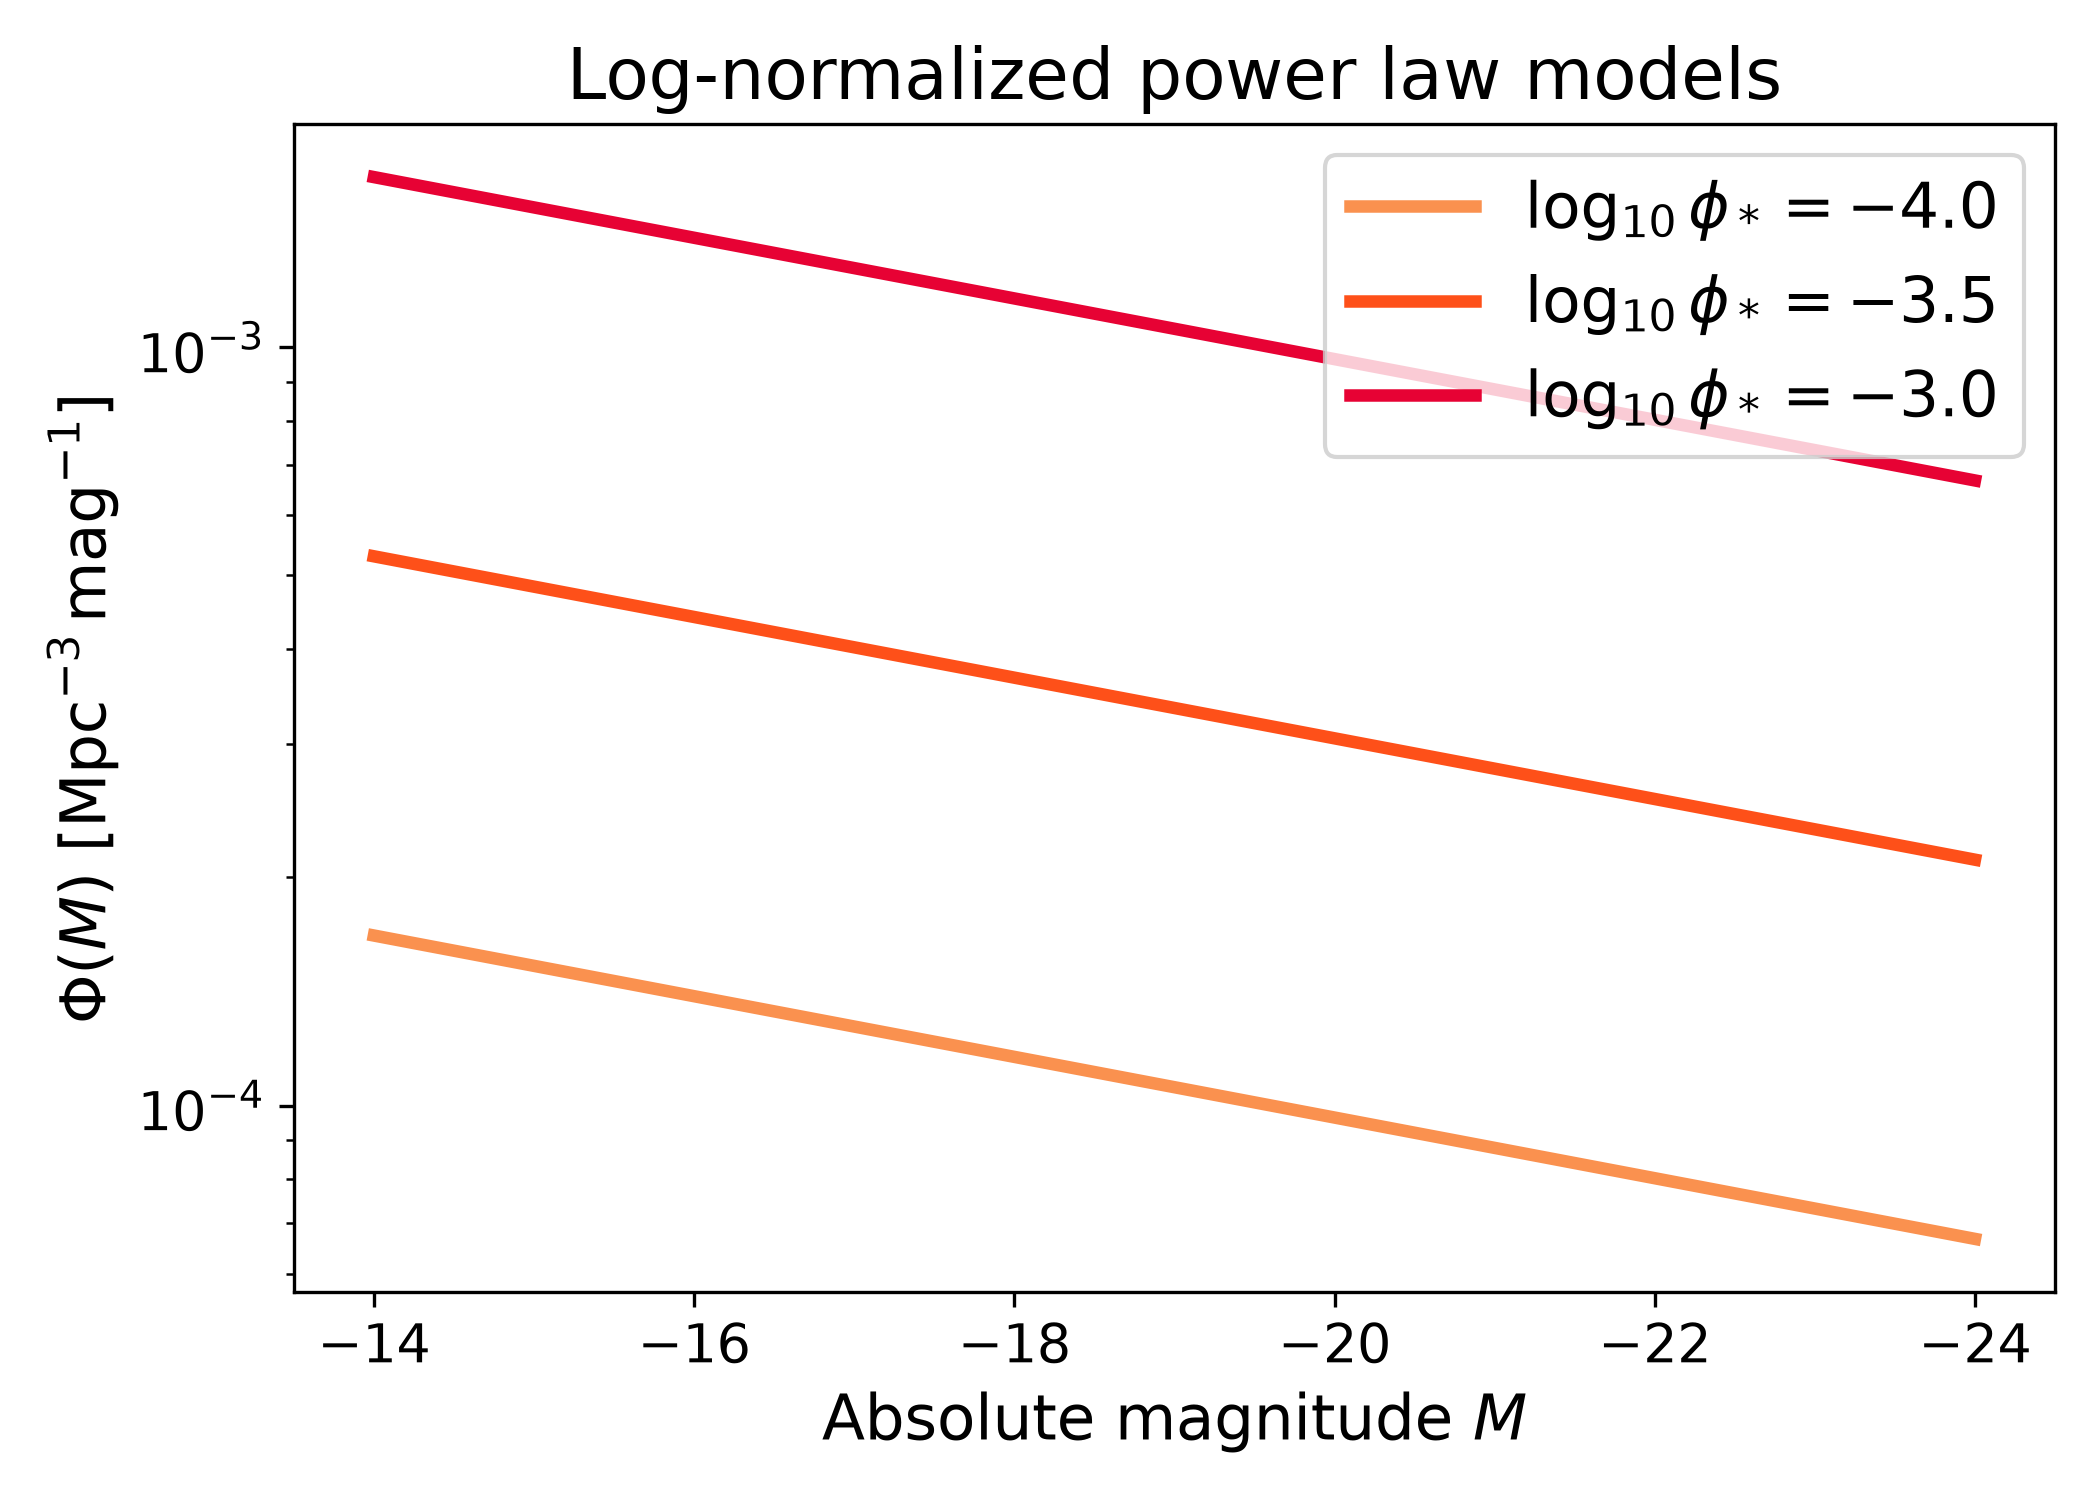 Log-normalized power law models
log₁₀ ϕ∗ = −4.0
log₁₀ ϕ∗ = −3.5
log₁₀ ϕ∗ = −3.0
Φ(M) [Mpc⁻³ mag⁻¹]
10⁻³
10⁻⁴
−14 −16 −18 −20 −22 −24
Absolute magnitude M